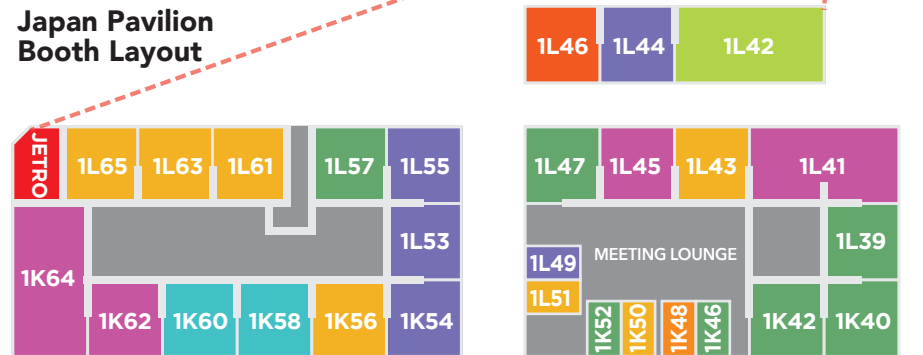 Japan Pavilion
Booth Layout
1L46 1L44 1L42
JETRO 1L65 1L63 1L61 1L57 1L55
1L47 1L45 1L43 1L41
1L53
1K64
1K62 1K60 1K58 1K56 1K54
MEETING LOUNGE
1L39
1L49
1L51
1K52 1K50 1K48 1K46 1K42 1K40